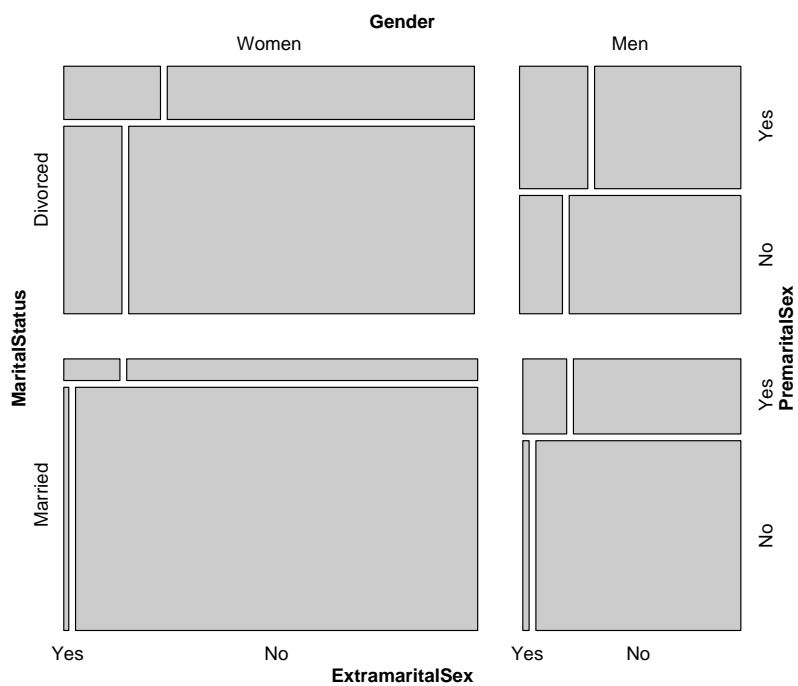 Gender
Women Men
MaritalStatus
Divorced
Married
Yes
No
Yes
No
PremaritalSex
Yes No Yes No
ExtramaritalSex